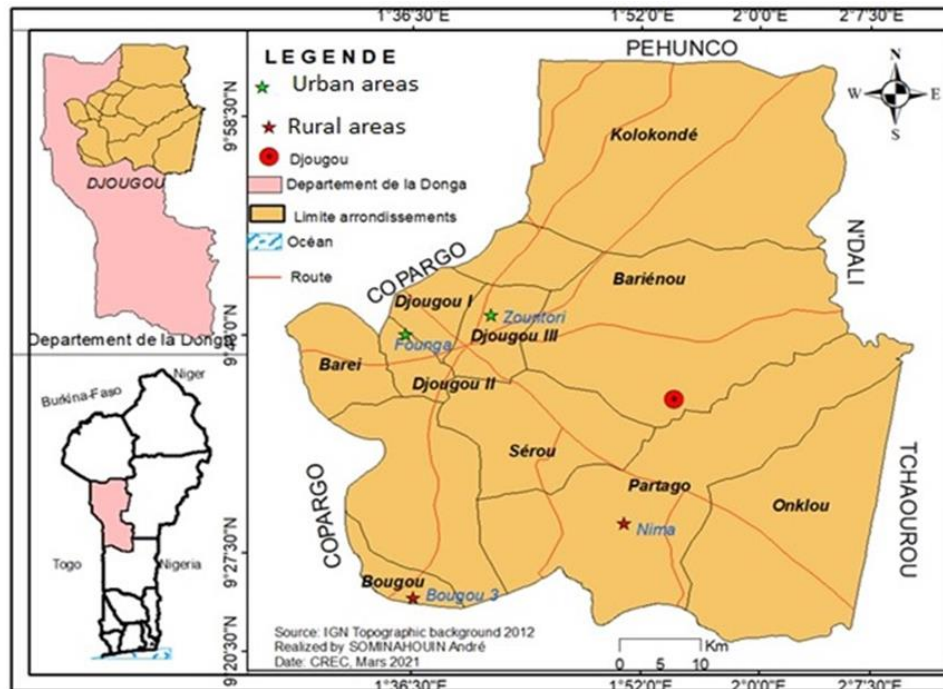 1°36'30"E
1°52'0"E
2°0'0"E
2°7'30"E
LEGENDE
Urban areas
Rural areas
Djougou
Departement de la Donga
Limite arrondissements
Océan
Route
DJOUGOU
Departement de la Donga
Burkina-Faso
Niger
Togo
Nigeria
9°58'30"N
9°27'30"N
9°20'30"N
PEHUNCO
N
W
E
S
Kolokondé
N'DALI
COPARGO
Bariénou
Djougou I
Zountori
Djougou III
Founga
Barei
Djougou II
Sérou
Partago
Onklou
TCHAOUROU
COPARGO
Nima
Bougou
Bougou 3
Source: IGN Topographic background 2012
Realized by SOMINAHOUIN André
Date: CREC, Mars 2021
Km
0 5 10
1°36'30"E
1°52'0"E
2°0'0"E
2°7'30"E